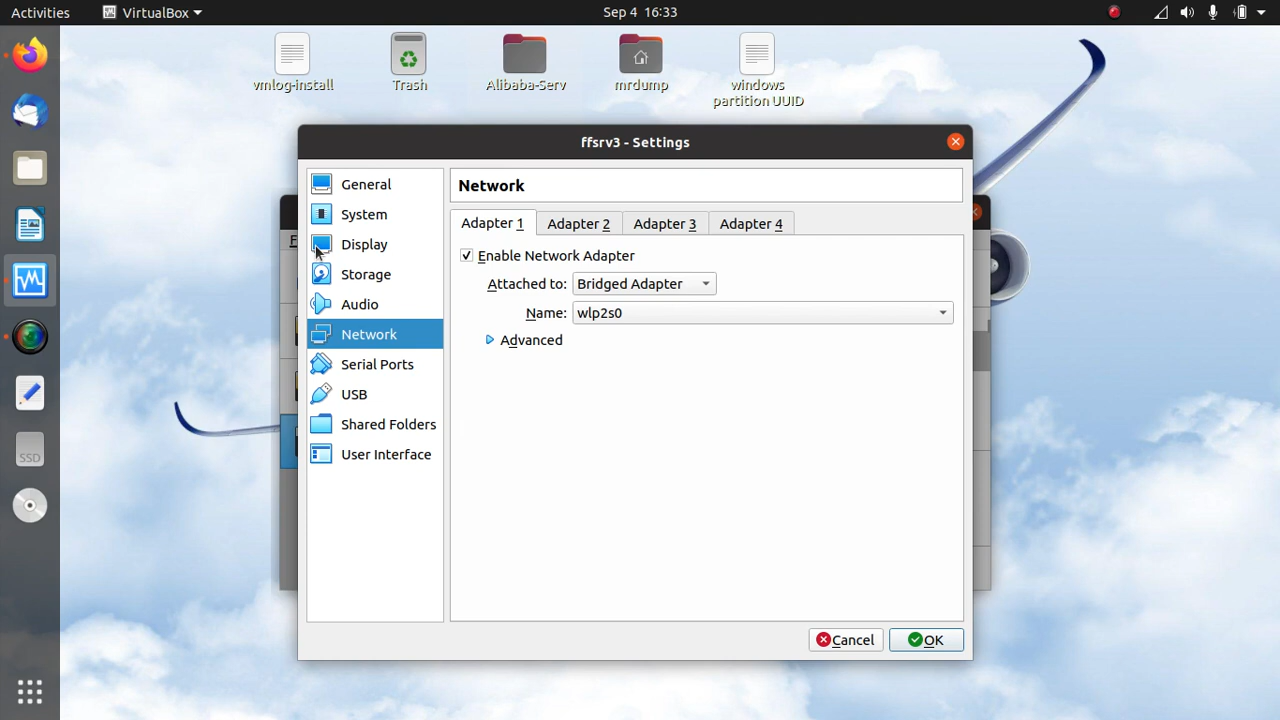 Activities
VirtualBox
Sep 4 16:33
vmlog-install
Trash
Alibaba-Serv
mrdump
windows
partition UUID
ffsrv3 - Settings
F
General
System
Display
Storage
Audio
Network
Serial Ports
USB
Shared Folders
User Interface
Network
Adapter 1
Adapter 2
Adapter 3
Adapter 4
Enable Network Adapter
Attached to:
Bridged Adapter
Name:
wlp2s0
Advanced
Cancel
OK
SSD